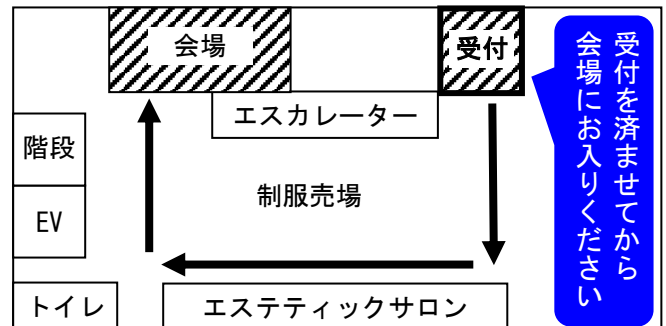 会場
受付
エスカレーター
階段
制服売場
EV
トイレ
エステティックサロン
受付を済ませてから
会場にお入りください